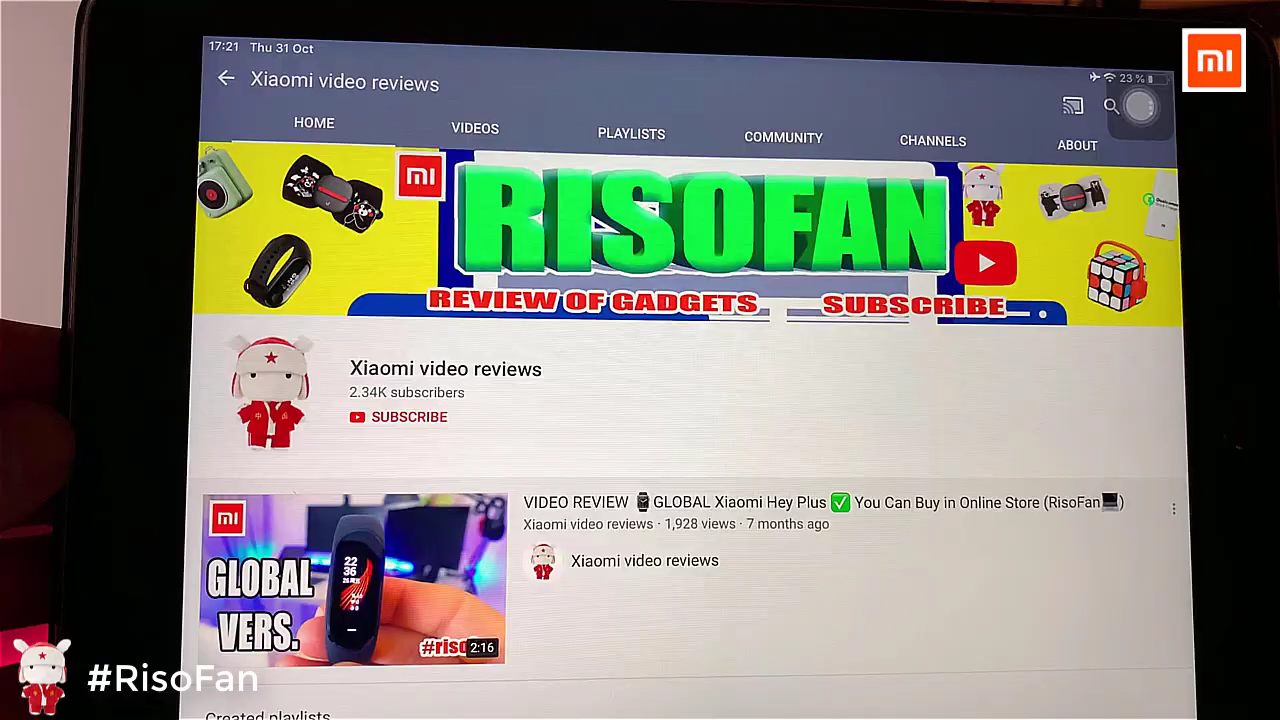 17:21 Thu 31 Oct
23 %
Xiaomi video reviews
mi
HOME VIDEOS PLAYLISTS COMMUNITY CHANNELS ABOUT
mi
RISOFAN
REVIEW OF GADGETS SUBSCRIBE
Xiaomi video reviews
2.34K subscribers
SUBSCRIBE
VIDEO REVIEW ⌚GLOBAL Xiaomi Hey Plus ✅ You Can Buy in Online Store (RisoFan💻)
Xiaomi video reviews · 1,928 views · 7 months ago
Xiaomi video reviews
mi
GLOBAL
VERS.
22
36
2:16
#RisoFan
Created playlists